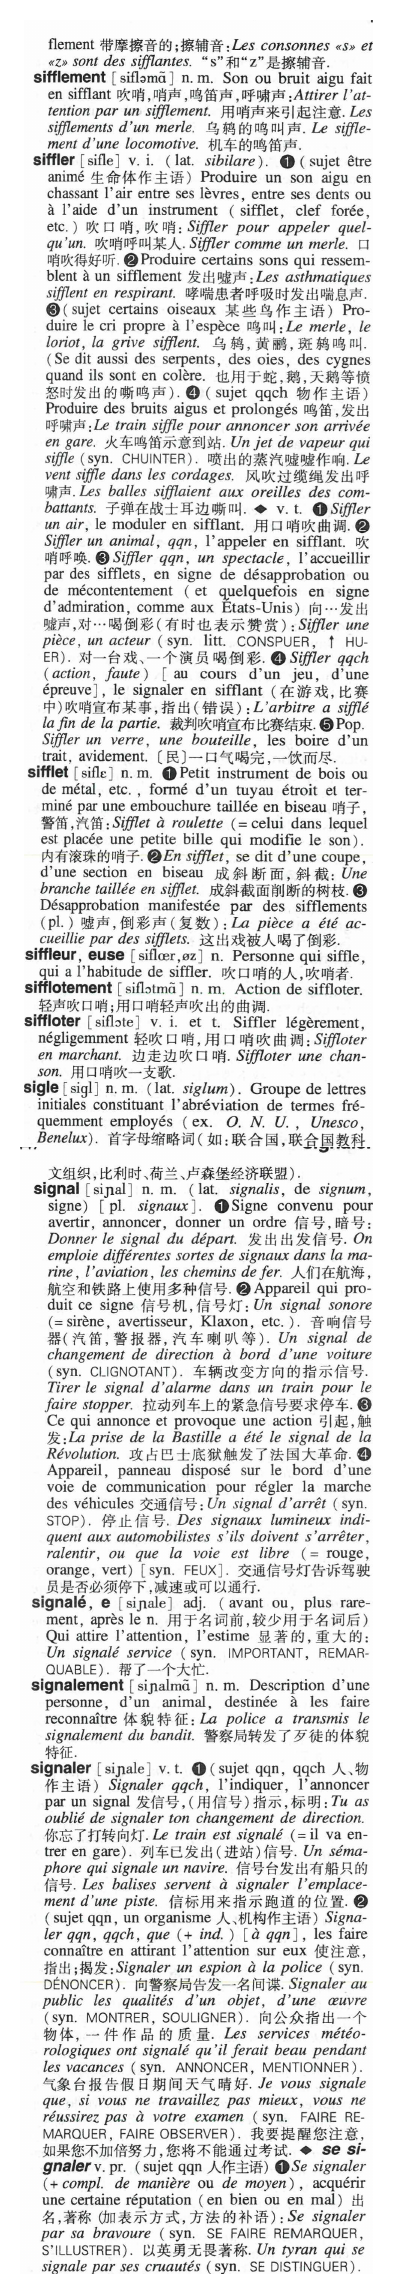 flement 带摩擦音的;擦辅音:Les consonnes «s» et
«z» sont des sifflantes. “s”和“z”是擦辅音.
sifflement [sifləmɑ̃] n. m. Son ou bruit aigu fait
en sifflant 吹哨,哨声,鸣笛声,呼啸声:Attirer l'at-
tention par un sifflement. 用哨声来引起注意. Les
sifflements d'un merle. 乌鸫的鸣叫声. Le siffle-
ment d'une locomotive. 机车的鸣笛声.
siffler [sifle] v. i. (lat. sibilare). ❶(sujet être
animé 生命体作主语) Produire un son aigu en
chassant l'air entre ses lèvres, entre ses dents ou
à l'aide d'un instrument (sifflet, clef forée,
etc.) 吹口哨,吹哨: Siffler pour appeler quel-
qu'un. 吹哨呼叫某人. Siffler comme un merle. 口
哨吹得好听. ❷Produire certains sons qui ressem-
blent à un sifflement 发出嘘声:Les asthmatiques
sifflent en respirant. 哮喘患者呼吸时发出喘息声.
❸(sujet certains oiseaux 某些鸟作主语) Pro-
duire le cri propre à l'espèce 鸣叫:Le merle, le
loriot, la grive sifflent. 乌鸫,黄鹂,斑鸫鸣叫.
(Se dit aussi des serpents, des oies, des cygnes
quand ils sont en colère. 也用于蛇,鹅,天鹅等愤
怒时发出的嘶鸣声). ❹(sujet qqch 物作主语)
Produire des bruits aigus et prolongés 鸣笛,发出
呼啸声:Le train siffle pour annoncer son arrivée
en gare. 火车鸣笛示意到站. Un jet de vapeur qui
siffle (syn. CHUINTER). 喷出的蒸汽嘘嘘作响. Le
vent siffle dans les cordages. 风吹过缆绳发出呼
啸声. Les balles sifflaient aux oreilles des com-
battants. 子弹在战士耳边嘶叫. ◆ v. t. ❶Siffler
un air, le moduler en sifflant. 用口哨吹曲调. ❷
Siffler un animal, qqn, l'appeler en sifflant. 吹
哨呼唤. ❸Siffler qqn, un spectacle, l'accueillir
par des sifflets, en signe de désapprobation ou
de mécontentement (et quelquefois en signe
d'admiration, comme aux États-Unis) 向…发出
嘘声,对…喝倒彩(有时也表示赞赏):Siffler une
pièce, un acteur (syn. litt. CONSPUER, ↑ HU-
ER). 对一台戏、一个演员喝倒彩. ❹Siffler qqch
(action, faute) [au cours d'un jeu, d'une
épreuve], le signaler en sifflant (在游戏,比赛
中)吹哨宣布某事,指出(错误):L'arbitre a sifflé
la fin de la partie. 裁判吹哨宣布比赛结束. ❺Pop.
Siffler un verre, une bouteille, les boire d'un
trait, avidement. 〔民〕一口气喝完,一饮而尽.
sifflet [siflɛ] n. m. ❶Petit instrument de bois ou
de métal, etc., formé d'un tuyau étroit et ter-
miné par une embouchure taillée en biseau 哨子,
警笛,汽笛:Sifflet à roulette (=celui dans lequel
est placée une petite bille qui modifie le son).
内有滚珠的哨子. ❷En sifflet, se dit d'une coupe,
d'une section en biseau 成斜断面,斜截:Une
branche taillée en sifflet. 成斜截面削断的树枝. ❸
Désapprobation manifestée par des sifflements
(pl.) 嘘声,倒彩声(复数):La pièce a été ac-
cueillie par des sifflets. 这出戏被人喝了倒彩.
siffleur, euse [siflœr,øz] n. Personne qui siffle,
qui a l'habitude de siffler. 吹口哨的人,吹哨者.
sifflotement [siflɔtmɑ̃] n. m. Action de siffloter.
轻声吹口哨;用口哨轻声吹出的曲调.
siffloter [siflɔte] v. i. et t. Siffler légèrement,
négligemment 轻吹口哨,用口哨吹曲调:Siffloter
en marchant. 边走边吹口哨. Siffloter une chan-
son. 用口哨吹一支歌.
sigle [sigl] n. m. (lat. siglum). Groupe de lettres
initiales constituant l'abréviation de termes fré-
quemment employés (ex. O. N. U., Unesco,
Benelux). 首字母缩略词(如:联合国,联合国教科
文组织,比利时、荷兰、卢森堡经济联盟).
signal [siɲal] n. m. (lat. signalis, de signum,
signe) [pl. signaux]. ❶Signe convenu pour
avertir, annoncer, donner un ordre 信号,暗号:
Donner le signal du départ. 发出出发信号. On
emploie différentes sortes de signaux dans la ma-
rine, l'aviation, les chemins de fer. 人们在航海,
航空和铁路上使用多种信号. ❷Appareil qui pro-
duit ce signe 信号机,信号灯:Un signal sonore
(=sirène, avertisseur, Klaxon, etc.). 音响信号
器(汽笛,警报器,汽车喇叭等). Un signal de
changement de direction à bord d'une voiture
(syn. CLIGNOTANT). 车辆改变方向的指示信号.
Tirer le signal d'alarme dans un train pour le
faire stopper. 拉动列车上的紧急信号要求停车. ❸
Ce qui annonce et provoque une action 引起,触
发:La prise de la Bastille a été le signal de la
Révolution. 攻占巴士底狱触发了法国大革命. ❹
Appareil, panneau disposé sur le bord d'une
voie de communication pour régler la marche
des véhicules 交通信号:Un signal d'arrêt (syn.
STOP). 停止信号. Des signaux lumineux indi-
quent aux automobilistes s'ils doivent s'arrêter,
ralentir, ou que la voie est libre (= rouge,
orange, vert) [syn. FEUX]. 交通信号灯告诉驾驶
员是否必须停下,减速或可以通行.
signalé, e [siɲale] adj. (avant ou, plus rare-
ment, après le n. 用于名词前,较少用于名词后)
Qui attire l'attention, l'estime 显著的,重大的:
Un signalé service (syn. IMPORTANT, REMAR-
QUABLE). 帮了一个大忙.
signalement [siɲalmɑ̃] n. m. Description d'une
personne, d'un animal, destinée à les faire
reconnaître 体貌特征:La police a transmis le
signalement du bandit. 警察局转发了歹徒的体貌
特征.
signaler [siɲale] v. t. ❶(sujet qqn, qqch 人、物
作主语) Signaler qqch, l'indiquer, l'annoncer
par un signal 发信号,(用信号)指示,标明:Tu as
oublié de signaler ton changement de direction.
你忘了打转向灯. Le train est signalé (=il va en-
trer en gare). 列车已发出(进站)信号. Un séma-
phore qui signale un navire. 信号台发出有船只的
信号. Les balises servent à signaler l'emplace-
ment d'une piste. 信标用来指示跑道的位置. ❷
(sujet qqn, un organisme 人、机构作主语) Signa-
ler qqn, qqch, que (+ ind.) [à qqn], les faire
connaître en attirant l'attention sur eux 使注意,
指出;揭发:Signaler un espion à la police (syn.
DÉNONCER). 向警察局告发一名间谍. Signaler au
public les qualités d'un objet, d'une œuvre
(syn. MONTRER, SOULIGNER). 向公众指出一个
物体,一件作品的质量. Les services météo-
rologiques ont signalé qu'il ferait beau pendant
les vacances (syn. ANNONCER, MENTIONNER).
气象台报告假日期间天气晴好. Je vous signale
que, si vous ne travaillez pas mieux, vous ne
réussirez pas à votre examen (syn. FAIRE RE-
MARQUER, FAIRE OBSERVER). 我要提醒您注意,
如果您不加倍努力,您将不能通过考试. ◆ se si-
gnaler v. pr. (sujet qqn 人作主语) ❶Se signaler
(+compl. de manière ou de moyen), acquérir
une certaine réputation (en bien ou en mal) 出
名,著称(加表示方式,方法的补语):Se signaler
par sa bravoure (syn. SE FAIRE REMARQUER,
S'ILLUSTRER). 以英勇无畏著称. Un tyran qui se
signale par ses cruautés (syn. SE DISTINGUER).